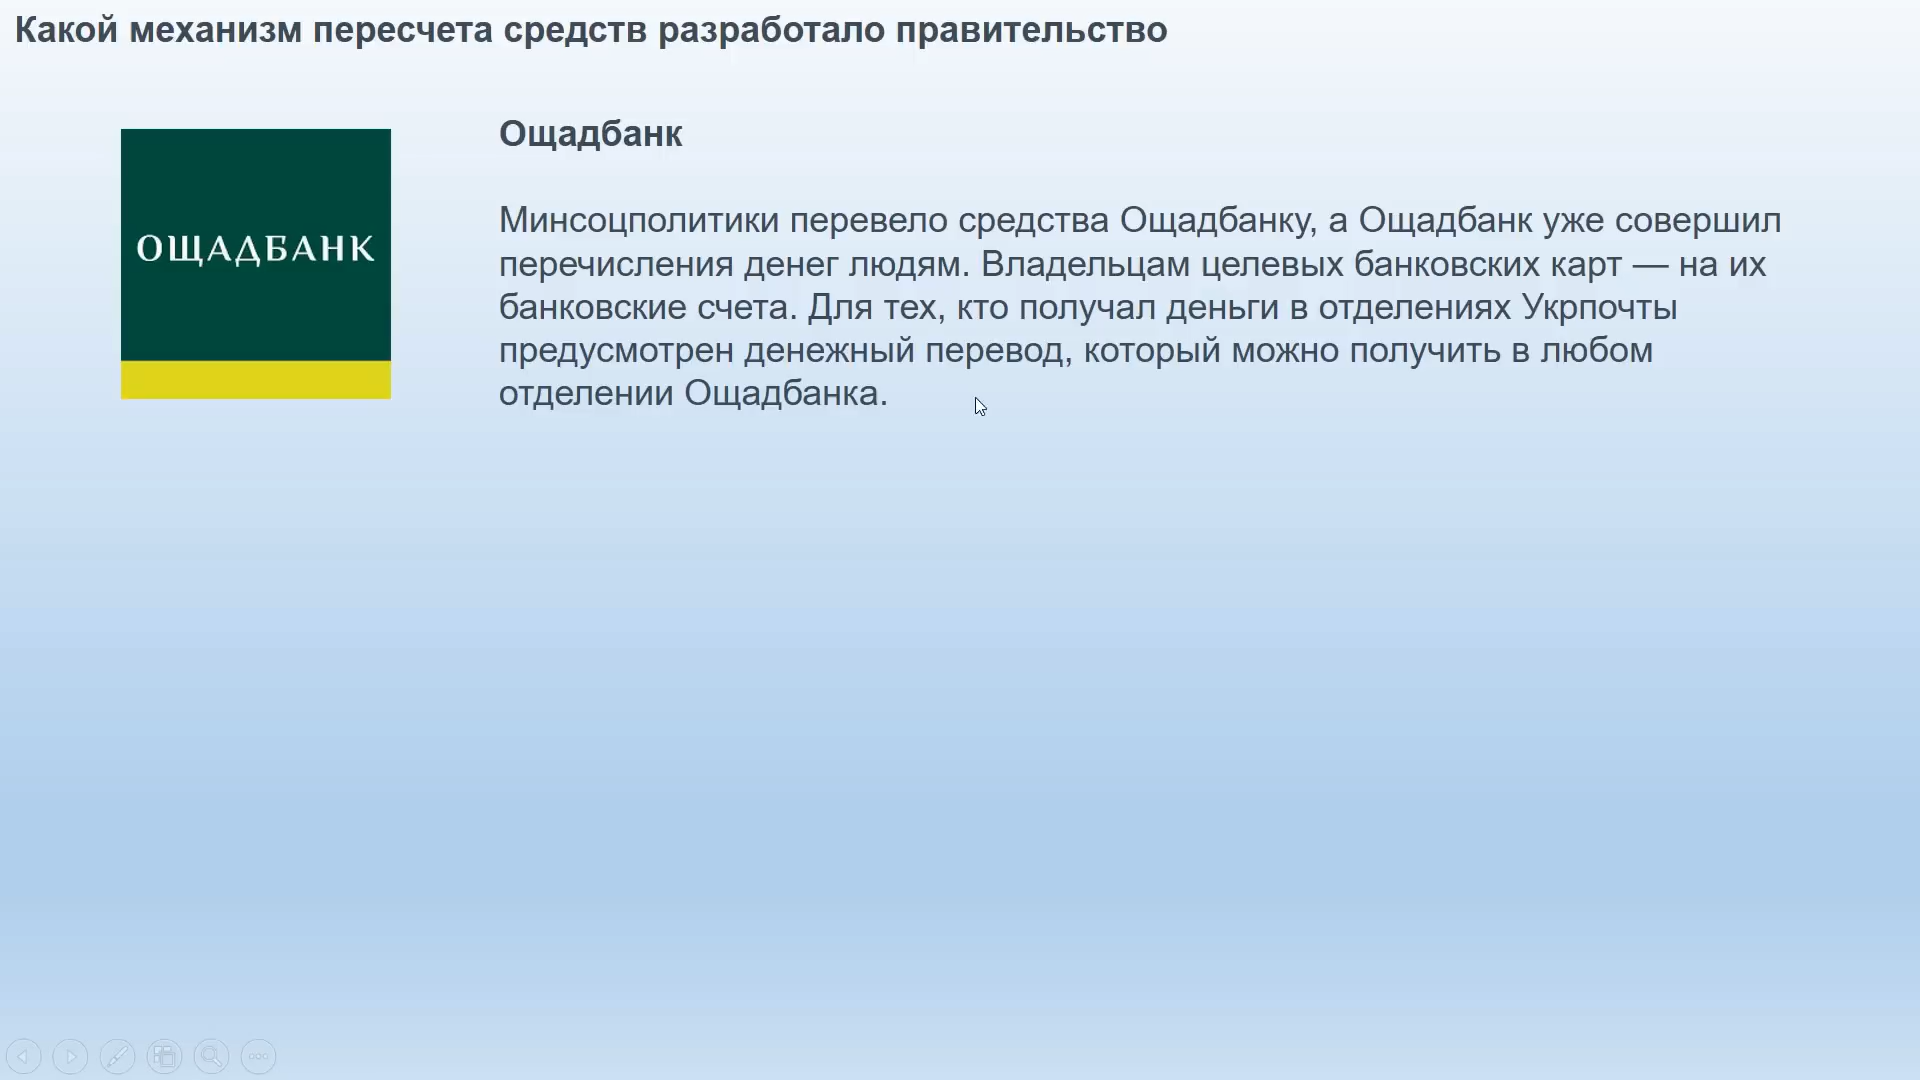 Какой механизм пересчета средств разработало правительство
ОЩАДБАНК
Ощадбанк
Минсоцполитики перевело средства Ощадбанку, а Ощадбанк уже совершил
перечисления денег людям. Владельцам целевых банковских карт — на их
банковские счета. Для тех, кто получал деньги в отделениях Укрпочты
предусмотрен денежный перевод, который можно получить в любом
отделении Ощадбанка.